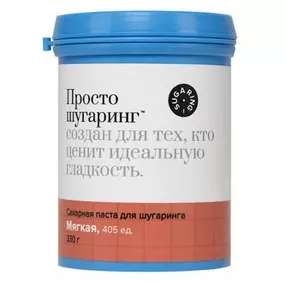 Просто
шугаринг™
создан для тех, кто
ценит идеальную
гладкость.
SUGARING
Сахарная паста для шугаринга
Мягкая, 405 ед.
330 г